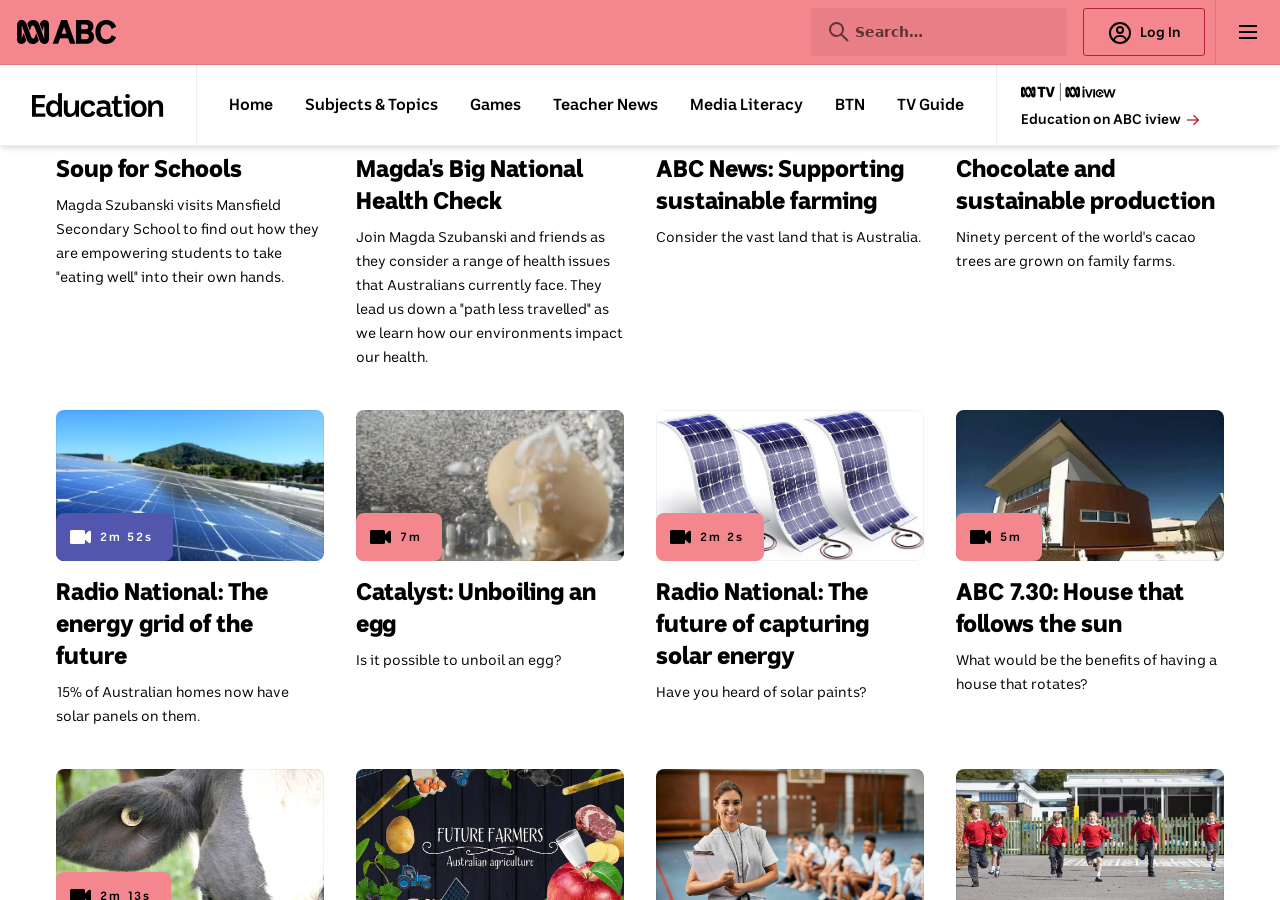 ABC
Search...
Log In
Education
Home
Subjects & Topics
Games
Teacher News
Media Literacy
BTN
TV Guide
TV iview
Education on ABC iview
Soup for Schools
Magda Szubanski visits Mansfield
Secondary School to find out how they
are empowering students to take
"eating well" into their own hands.
Magda's Big National
Health Check
Join Magda Szubanski and friends as
they consider a range of health issues
that Australians currently face. They
lead us down a "path less travelled" as
we learn how our environments impact
our health.
ABC News: Supporting
sustainable farming
Consider the vast land that is Australia.
Chocolate and
sustainable production
Ninety percent of the world's cacao
trees are grown on family farms.
2m 52s
Radio National: The
energy grid of the
future
15% of Australian homes now have
solar panels on them.
7m
Catalyst: Unboiling an
egg
Is it possible to unboil an egg?
2m 2s
Radio National: The
future of capturing
solar energy
Have you heard of solar paints?
5m
ABC 7.30: House that
follows the sun
What would be the benefits of having a
house that rotates?
2m 13s
FUTURE FARMERS
Australian agriculture